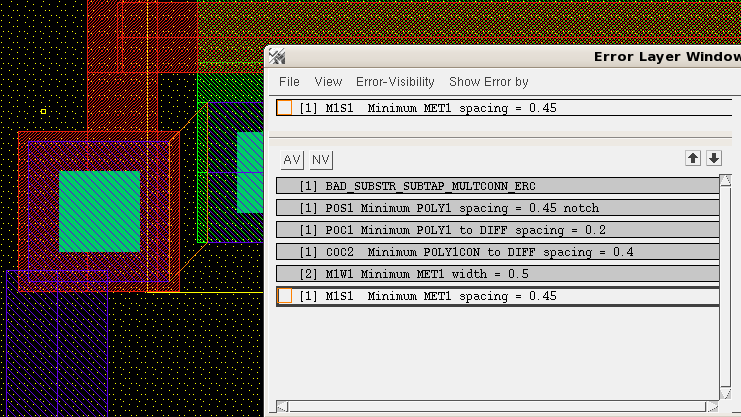 Error Layer Window
File View Error-Visibility Show Error by
[1] M1S1 Minimum MET1 spacing = 0.45
AV NV
[1] BAD_SUBSTR_SUBTAP_MULTCONN_ERC
[1] POS1 Minimum POLY1 spacing = 0.45 notch
[1] POC1 Minimum POLY1 to DIFF spacing = 0.2
[1] COC2 Minimum POLY1CON to DIFF spacing = 0.4
[2] M1W1 Minimum MET1 width = 0.5
[1] M1S1 Minimum MET1 spacing = 0.45